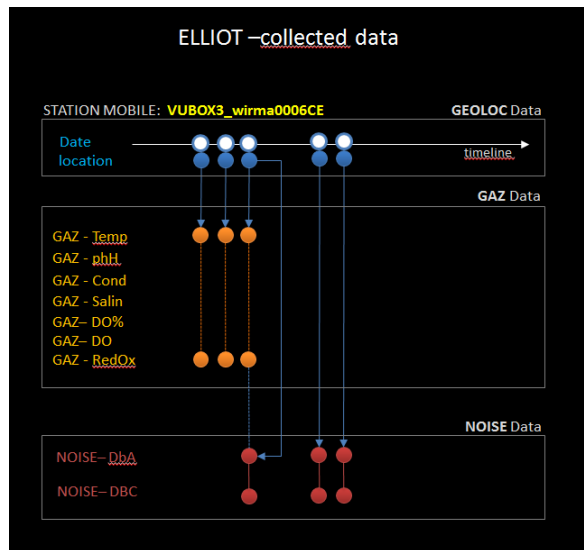 ELLIOT –collected data
STATION MOBILE: VUBOX3_wirma0006CE
GEOLOC Data
Date
location
timeline
GAZ Data
GAZ - Temp
GAZ - phH
GAZ - Cond
GAZ - Salin
GAZ– DO%
GAZ– DO
GAZ - RedOx
NOISE Data
NOISE– DbA
NOISE– DBC